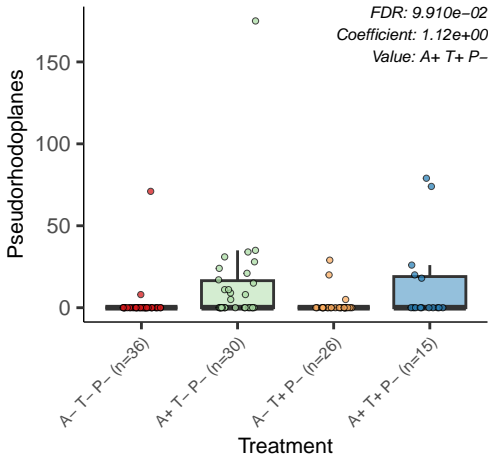 FDR: 9.910e−02
Coefficient: 1.12e+00
Value: A+ T+ P−
Pseudorhodoplanes
150
100
50
0
A− T− P− (n=36)
A+ T− P− (n=30)
A− T+ P− (n=26)
A+ T+ P− (n=15)
Treatment